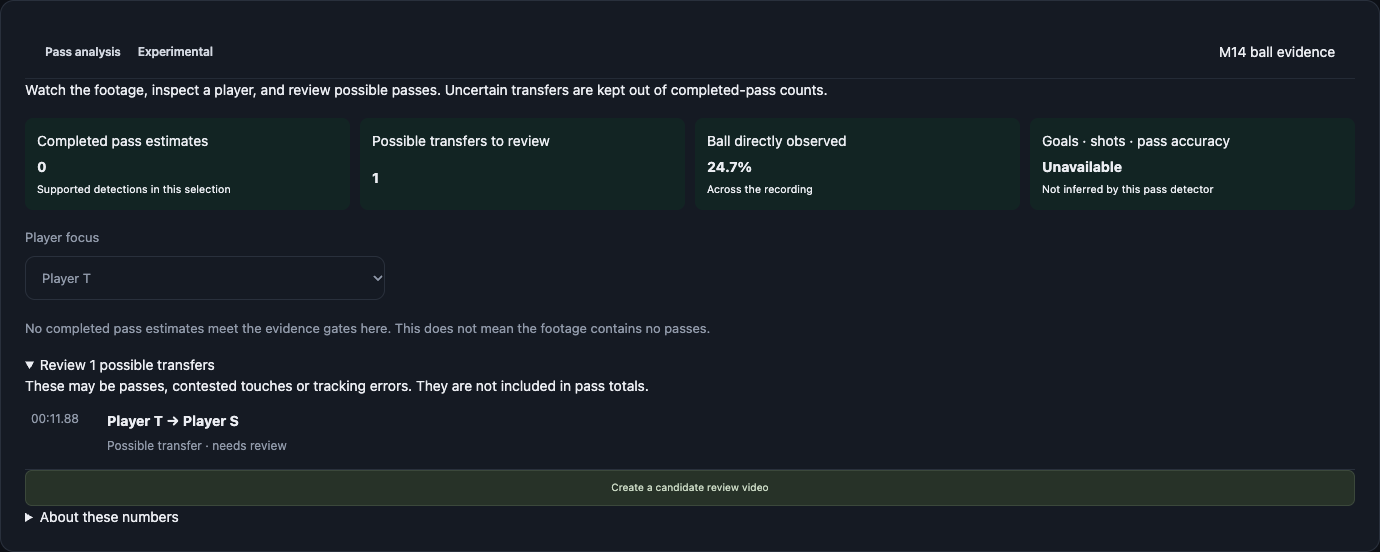 Pass analysis Experimental M14 ball evidence
Watch the footage, inspect a player, and review possible passes. Uncertain transfers are kept out of completed-pass counts.
Completed pass estimates
0
Supported detections in this selection
Possible transfers to review
1
Ball directly observed
24.7%
Across the recording
Goals · shots · pass accuracy
Unavailable
Not inferred by this pass detector
Player focus
Player T
No completed pass estimates meet the evidence gates here. This does not mean the footage contains no passes.
▼ Review 1 possible transfers
These may be passes, contested touches or tracking errors. They are not included in pass totals.
00:11.88 Player T → Player S
Possible transfer · needs review
Create a candidate review video
▶ About these numbers